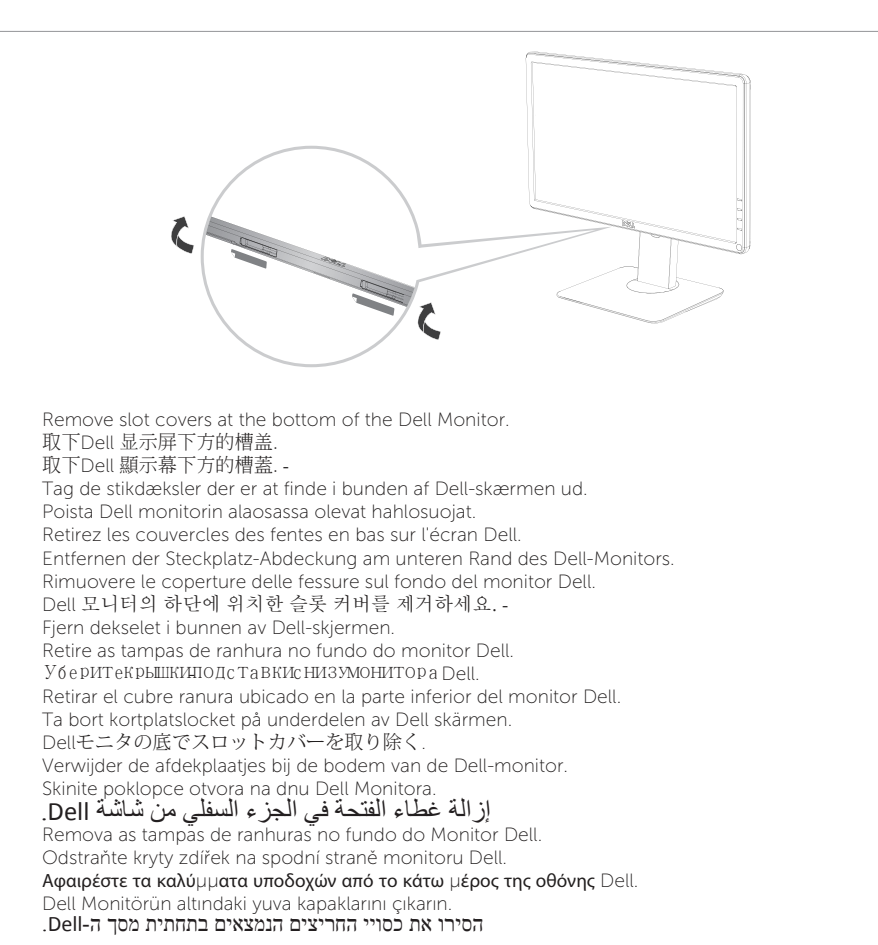 DELL
DELL
Remove slot covers at the bottom of the Dell Monitor.
取下Dell 显示屏下方的槽盖.
取下Dell 顯示幕下方的槽蓋. -
Tag de stikdæksler der er at finde i bunden af Dell-skærmen ud.
Poista Dell monitorin alaosassa olevat hahlosuojat.
Retirez les couvercles des fentes en bas sur l'écran Dell.
Entfernen der Steckplatz-Abdeckung am unteren Rand des Dell-Monitors.
Rimuovere le coperture delle fessure sul fondo del monitor Dell.
Dell 모니터의 하단에 위치한 슬롯 커버를 제거하세요. -
Fjern dekselet i bunnen av Dell-skjermen.
Retire as tampas de ranhura no fundo do monitor Dell.
Уберитекрышкиподставкиснизумонитора Dell.
Retirar el cubre ranura ubicado en la parte inferior del monitor Dell.
Ta bort kortplatslocket på underdelen av Dell skärmen.
Dellモニタの底でスロットカバーを取り除く.
Verwijder de afdekplaatjes bij de bodem van de Dell-monitor.
Skinite poklopce otvora na dnu Dell Monitora.
إزالة غطاء الفتحة في الجزء السفلي من شاشة Dell.
Remova as tampas de ranhuras no fundo do Monitor Dell.
Odstraňte kryty zdířek na spodní straně monitoru Dell.
Αφαιρέστε τα καλύμματα υποδοχών από το κάτω μέρος της οθόνης Dell.
Dell Monitörün altındaki yuva kapaklarını çıkarın.
הסירו את כסויי החריצים הנמצאים בתחתית מסך ה-Dell.